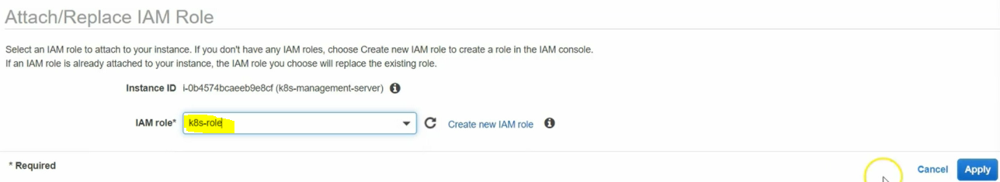 Attach/Replace IAM Role
Select an IAM role to attach to your instance. If you don't have any IAM roles, choose Create new IAM role to create a role in the IAM console.
If an IAM role is already attached to your instance, the IAM role you choose will replace the existing role.
Instance ID i-0b4574bcaeeb9e8cf (k8s-management-server)
IAM role* k8s-role Create new IAM role
* Required
Cancel Apply